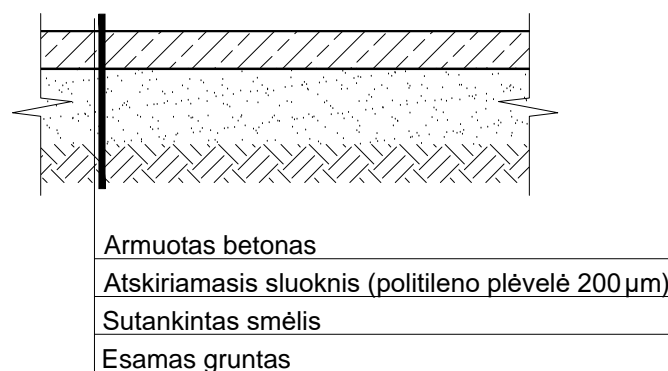 Armuotas betonas
Atskiriamasis sluoknis (politileno plėvelė 200 µm)
Sutankintas smėlis
Esamas gruntas